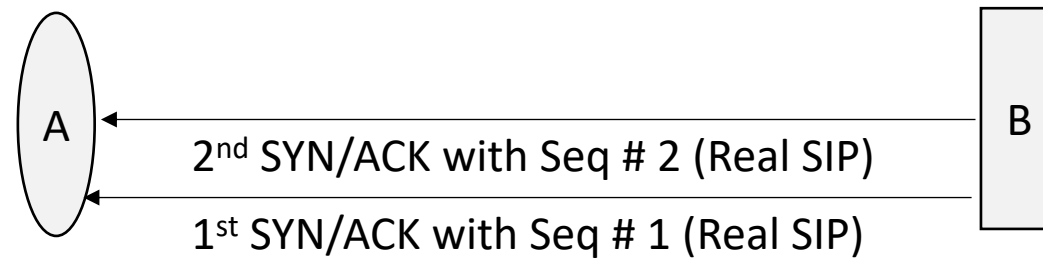 A
B
2nd SYN/ACK with Seq # 2 (Real SIP)
1st SYN/ACK with Seq # 1 (Real SIP)